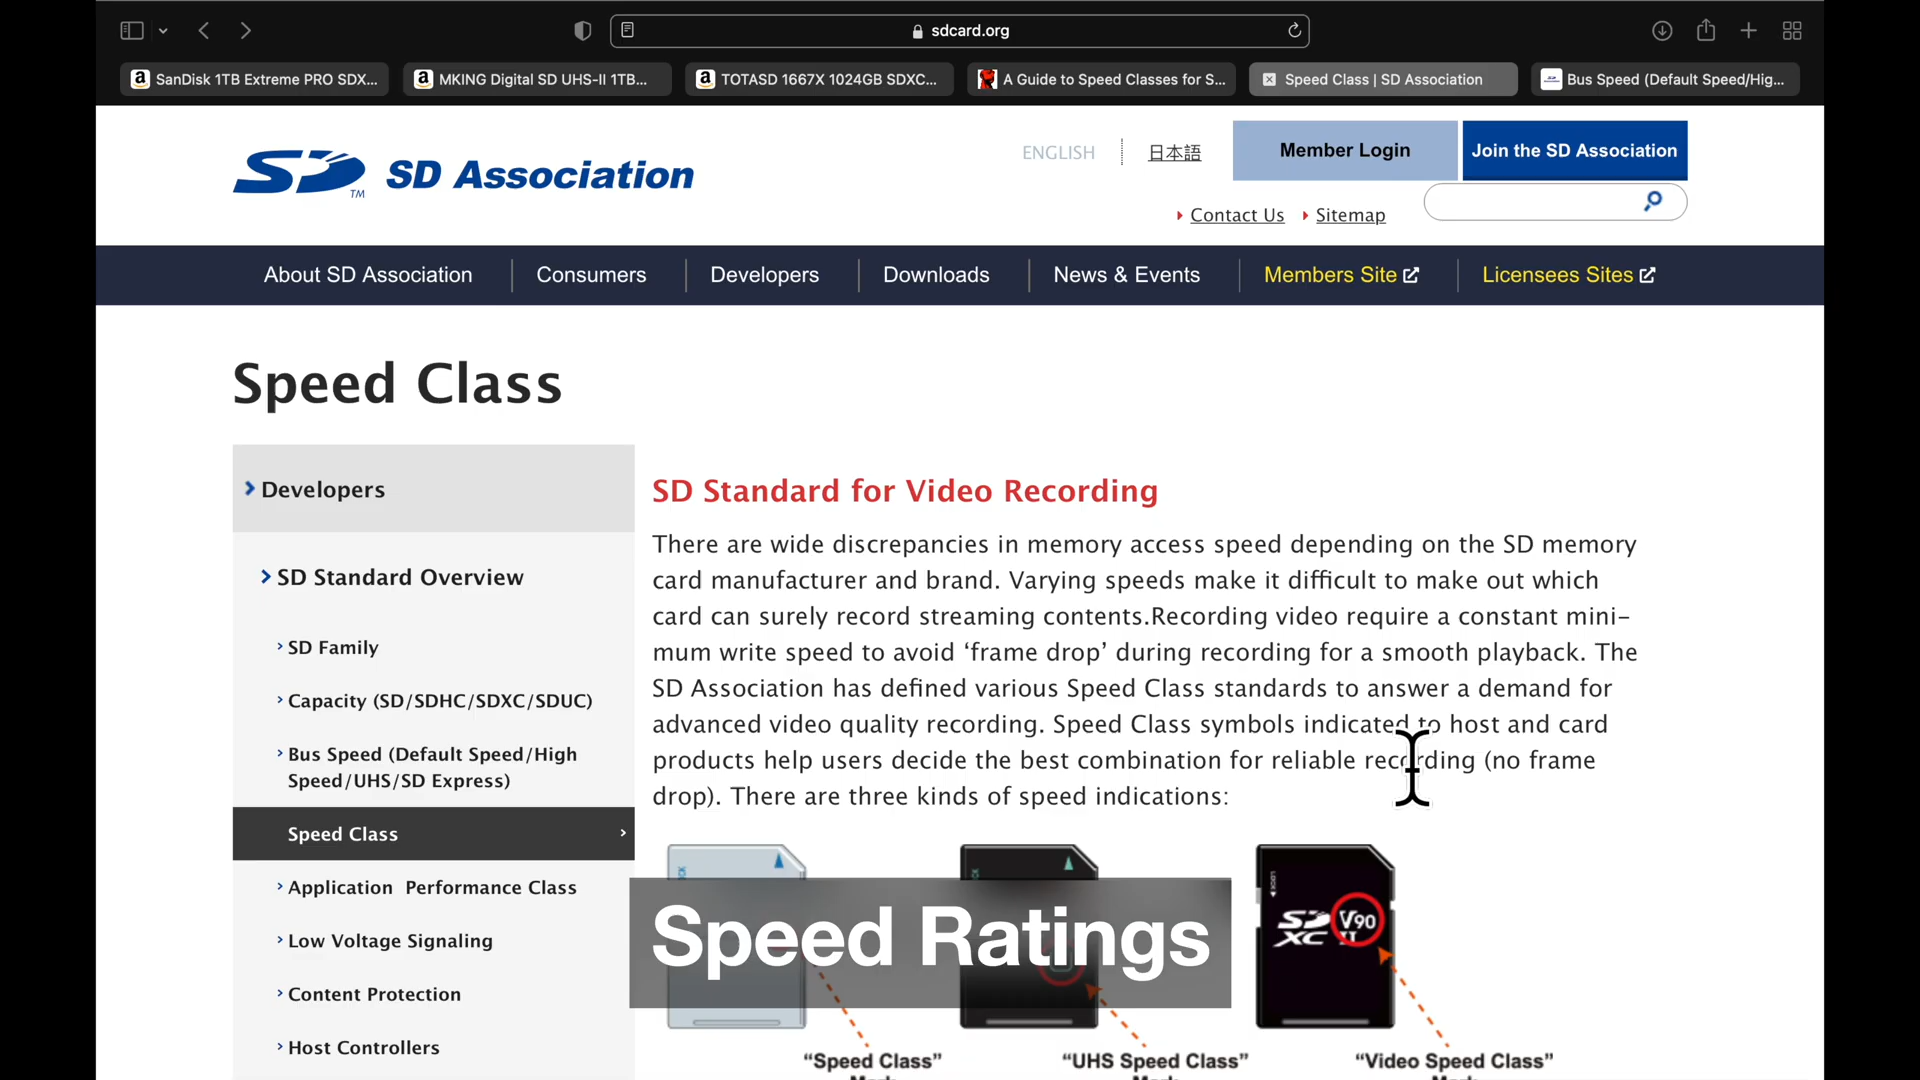 sdcard.org
SanDisk 1TB Extreme PRO SDX...
MKING Digital SD UHS-II 1TB...
TOTASD 1667X 1024GB SDXC...
A Guide to Speed Classes for S...
Speed Class | SD Association
Bus Speed (Default Speed/Hig...
SD TM SD Association
ENGLISH
日本語
Member Login
Join the SD Association
Contact Us
Sitemap
About SD Association
Consumers
Developers
Downloads
News & Events
Members Site
Licensees Sites
Speed Class
Developers
SD Standard Overview
SD Family
Capacity (SD/SDHC/SDXC/SDUC)
Bus Speed (Default Speed/High
Speed/UHS/SD Express)
Speed Class
Application Performance Class
Low Voltage Signaling
Content Protection
Host Controllers
SD Standard for Video Recording
There are wide discrepancies in memory access speed depending on the SD memory
card manufacturer and brand. Varying speeds make it difficult to make out which
card can surely record streaming contents.Recording video require a constant mini-
mum write speed to avoid ‘frame drop’ during recording for a smooth playback. The
SD Association has defined various Speed Class standards to answer a demand for
advanced video quality recording. Speed Class symbols indicated to host and card
products help users decide the best combination for reliable recording (no frame
drop). There are three kinds of speed indications:
LOCK
SD XC
V90
II
Speed Ratings
“Speed Class”
Mark
“UHS Speed Class”
Mark
“Video Speed Class”
Mark